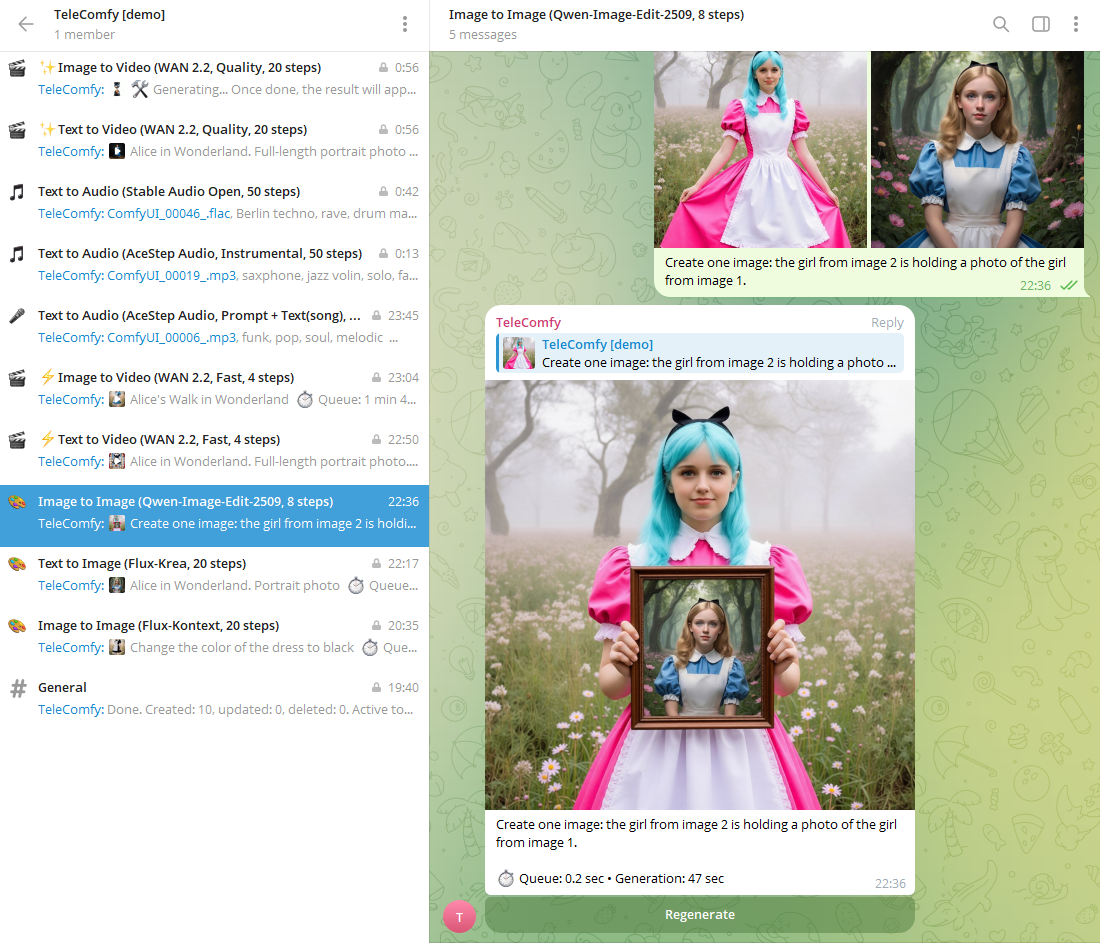 TeleComfy [demo]
1 member
✨Image to Video (WAN 2.2, Quality, 20 steps)
0:56
TeleComfy: ⏳ 🛠 Generating... Once done, the result will app...
✨Text to Video (WAN 2.2, Quality, 20 steps)
0:56
TeleComfy: Alice in Wonderland. Full-length portrait photo ...
Text to Audio (Stable Audio Open, 50 steps)
0:42
TeleComfy: ComfyUI_00046_.flac, Berlin techno, rave, drum ma...
Text to Audio (AceStep Audio, Instrumental, 50 steps)
0:13
TeleComfy: ComfyUI_00019_.mp3, saxphone, jazz volin, solo, fa...
Text to Audio (AceStep Audio, Prompt + Text(song), ...
23:45
TeleComfy: ComfyUI_00006_.mp3, funk, pop, soul, melodic ...
⚡Image to Video (WAN 2.2, Fast, 4 steps)
23:04
TeleComfy: Alice's Walk in Wonderland ⏱ Queue: 1 min 4...
⚡Text to Video (WAN 2.2, Fast, 4 steps)
22:50
TeleComfy: Alice in Wonderland. Full-length portrait photo....
Image to Image (Qwen-Image-Edit-2509, 8 steps)
22:36
TeleComfy: Create one image: the girl from image 2 is holdi...
Text to Image (Flux-Krea, 20 steps)
22:17
TeleComfy: Alice in Wonderland. Portrait photo ⏱ Queue...
Image to Image (Flux-Kontext, 20 steps)
20:35
TeleComfy: Change the color of the dress to black ⏱ Que...
# General
19:40
TeleComfy: Done. Created: 10, updated: 0, deleted: 0. Active to...
Image to Image (Qwen-Image-Edit-2509, 8 steps)
5 messages
Create one image: the girl from image 2 is holding a photo of the girl
from image 1.
22:36
TeleComfy
Reply
TeleComfy [demo]
Create one image: the girl from image 2 is holding a photo ...
Create one image: the girl from image 2 is holding a photo of the girl
from image 1.
⏱ Queue: 0.2 sec • Generation: 47 sec
22:36
T
Regenerate